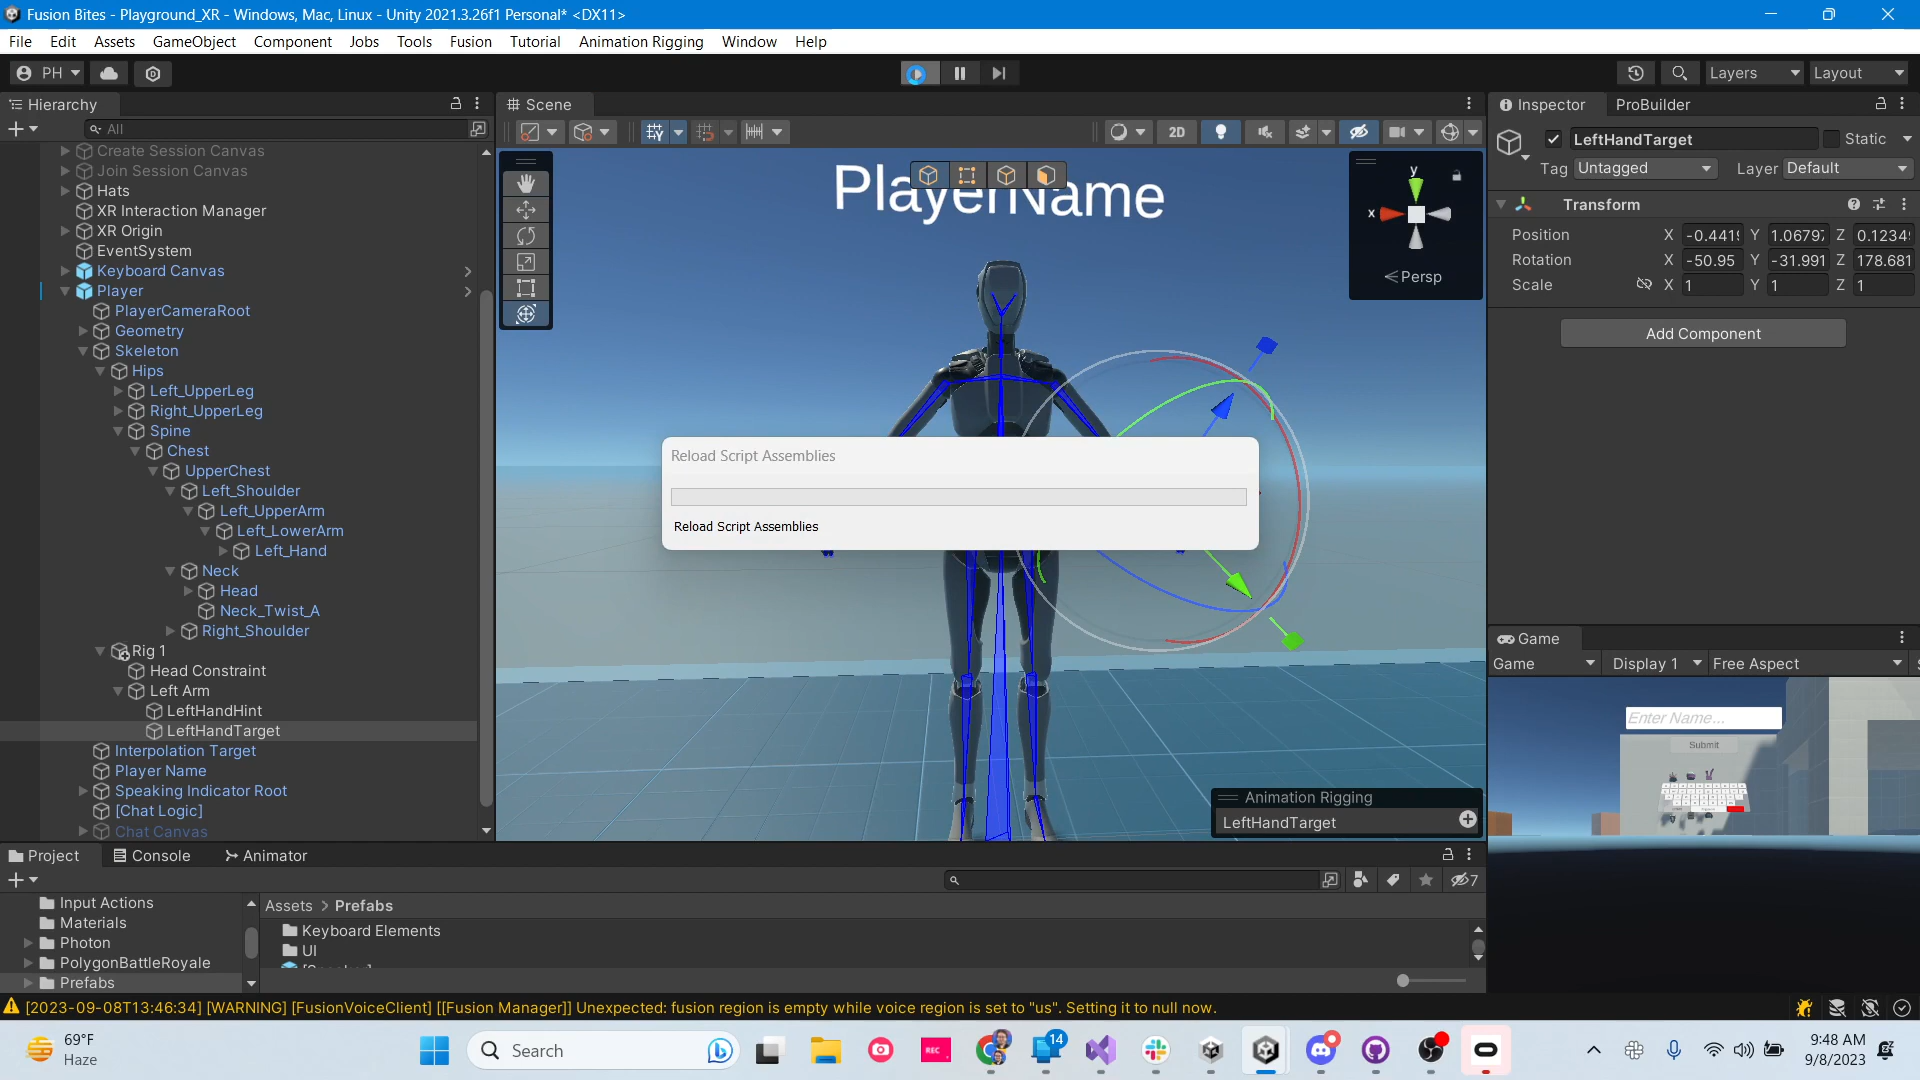 Fusion Bites - Playground_XR - Windows, Mac, Linux - Unity 2021.3.26f1 Personal* <DX11>
File Edit Assets GameObject Component Jobs Tools Fusion Tutorial Animation Rigging Window Help
PH
Layers
Layout
Hierarchy
All
Create Session Canvas
Join Session Canvas
Hats
XR Interaction Manager
XR Origin
EventSystem
Keyboard Canvas
Player
PlayerCameraRoot
Geometry
Skeleton
Hips
Left_UpperLeg
Right_UpperLeg
Spine
Chest
UpperChest
Left_Shoulder
Left_UpperArm
Left_LowerArm
Left_Hand
Neck
Head
Neck_Twist_A
Right_Shoulder
Rig 1
Head Constraint
Left Arm
LeftHandHint
LeftHandTarget
Interpolation Target
Player Name
Speaking Indicator Root
[Chat Logic]
Chat Canvas
Scene
2D
PlayerName
y
x
Persp
Reload Script Assemblies
Reload Script Assemblies
Animation Rigging
LeftHandTarget
Inspector ProBuilder
LeftHandTarget Static
Tag Untagged Layer Default
Transform
Position X -0.441 Y 1.0679 Z 0.1234
Rotation X -50.95 Y -31.991 Z 178.681
Scale X 1 Y 1 Z 1
Add Component
Game
Game Display 1 Free Aspect
Enter Name...
Submit
Project Console Animator
7
Input Actions
Materials
Photon
PolygonBattleRoyale
Prefabs
Assets > Prefabs
Keyboard Elements
UI
[2023-09-08T13:46:34] [WARNING] [FusionVoiceClient] [[Fusion Manager]] Unexpected: fusion region is empty while voice region is set to "us". Setting it to null now.
69°F
Haze
Search
REC
14
9:48 AM
9/8/2023